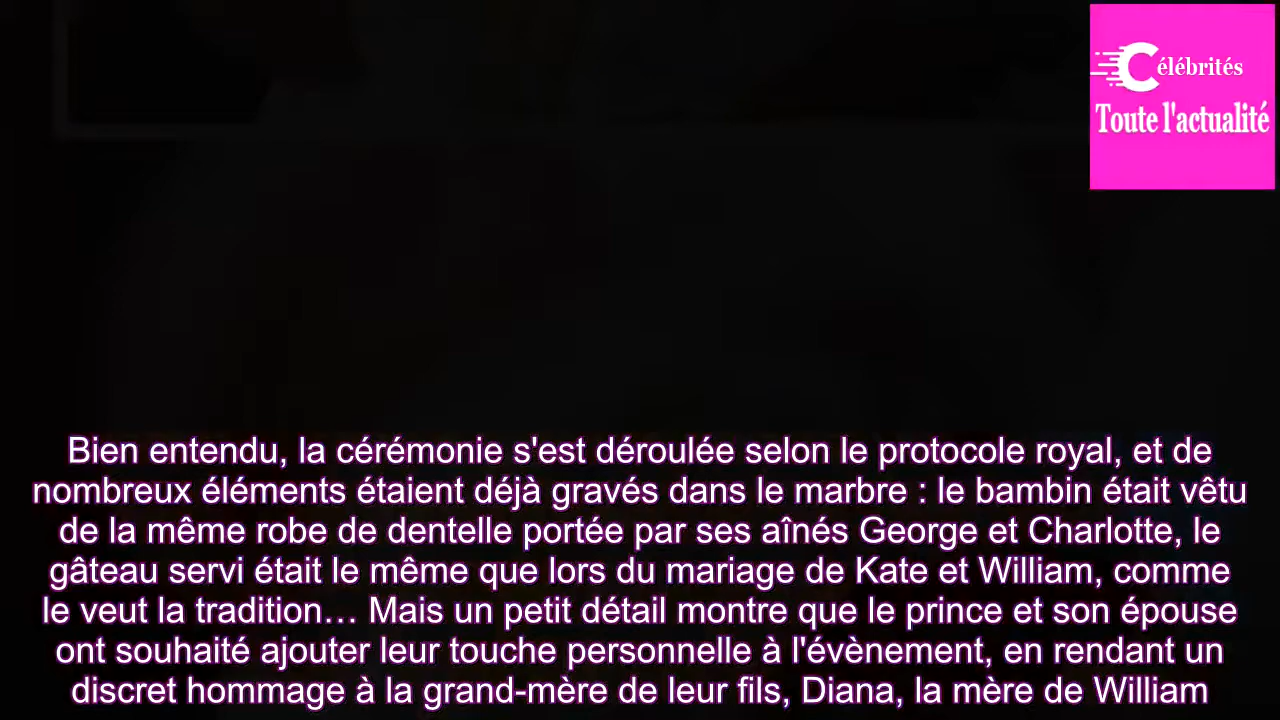 Célébrités
Toute l'actualité
Bien entendu, la cérémonie s'est déroulée selon le protocole royal, et de
nombreux éléments étaient déjà gravés dans le marbre : le bambin était vêtu
de la même robe de dentelle portée par ses aînés George et Charlotte, le
gâteau servi était le même que lors du mariage de Kate et William, comme
le veut la tradition… Mais un petit détail montre que le prince et son épouse
ont souhaité ajouter leur touche personnelle à l'évènement, en rendant un
discret hommage à la grand-mère de leur fils, Diana, la mère de William